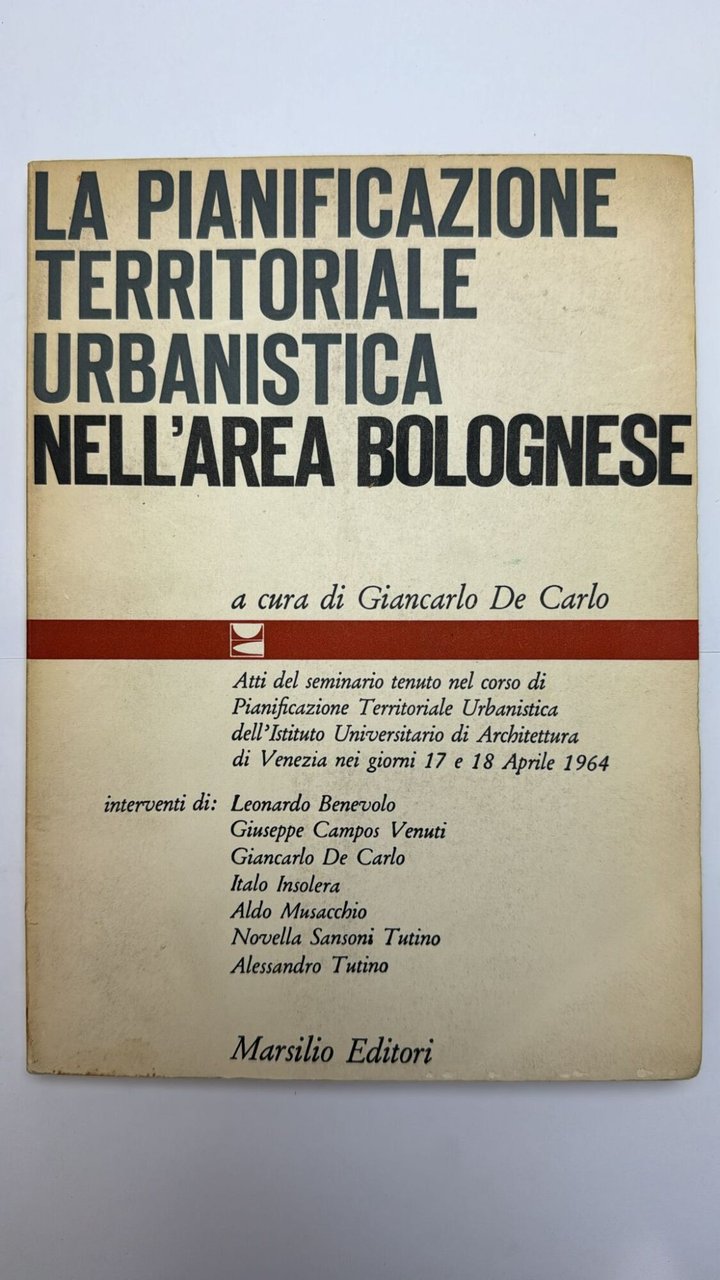 LA PIANIFICAZIONE
TERRITORIALE
URBANISTICA
NELL'AREA BOLOGNESE
a cura di Giancarlo De Carlo
Atti del seminario tenuto nel corso di
Pianificazione Territoriale Urbanistica
dell'Istituto Universitario di Architettura
di Venezia nei giorni 17 e 18 Aprile 1964
interventi di: Leonardo Benevolo
Giuseppe Campos Venuti
Giancarlo De Carlo
Italo Insolera
Aldo Musacchio
Novella Sansoni Tutino
Alessandro Tutino
Marsilio Editori